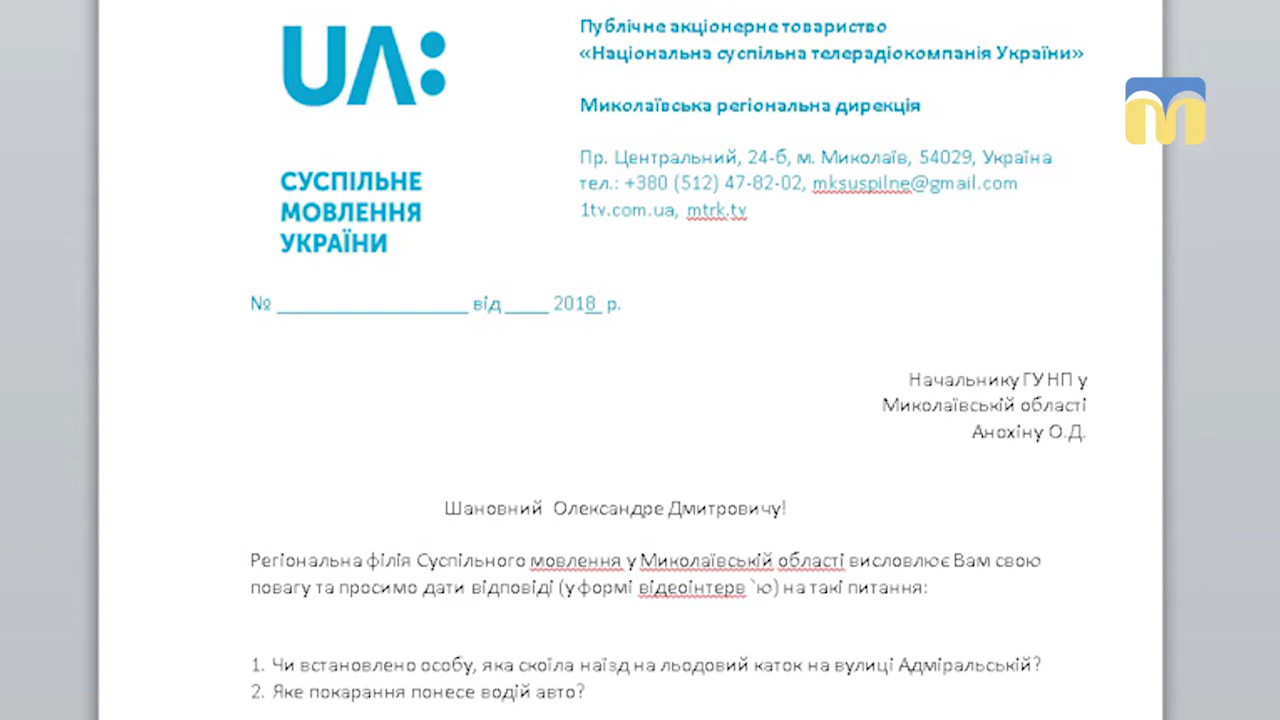 UA:
СУСПІЛЬНЕ
МОВЛЕННЯ
УКРАЇНИ
Публічне акціонерне товариство
«Національна суспільна телерадіокомпанія України»
Миколаївська регіональна дирекція
Пр. Центральний, 24-б, м. Миколаїв, 54029, Україна
тел.: +380 (512) 47-82-02, mksuspilne@gmail.com
1tv.com.ua, mtrk.tv
№ ___________________ від ____ 2018_ р.
Начальнику ГУНП у
Миколаївській області
Анохіну О.Д.
Шановний Олександре Дмитровичу!
Регіональна філія Суспільного мовлення у Миколаївській області висловлює Вам свою
повагу та просимо дати відповіді (у формі відеоінтерв`ю) на такі питання:
1. Чи встановлено особу, яка скоїла наїзд на льодовий каток на вулиці Адміральській?
2. Яке покарання понесе водій авто?